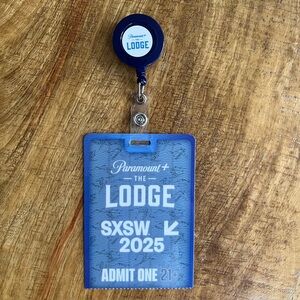 Paramount+
THE
LODGE
Paramount+
THE
LODGE
SXSW
2025
ADMIT ONE 21+